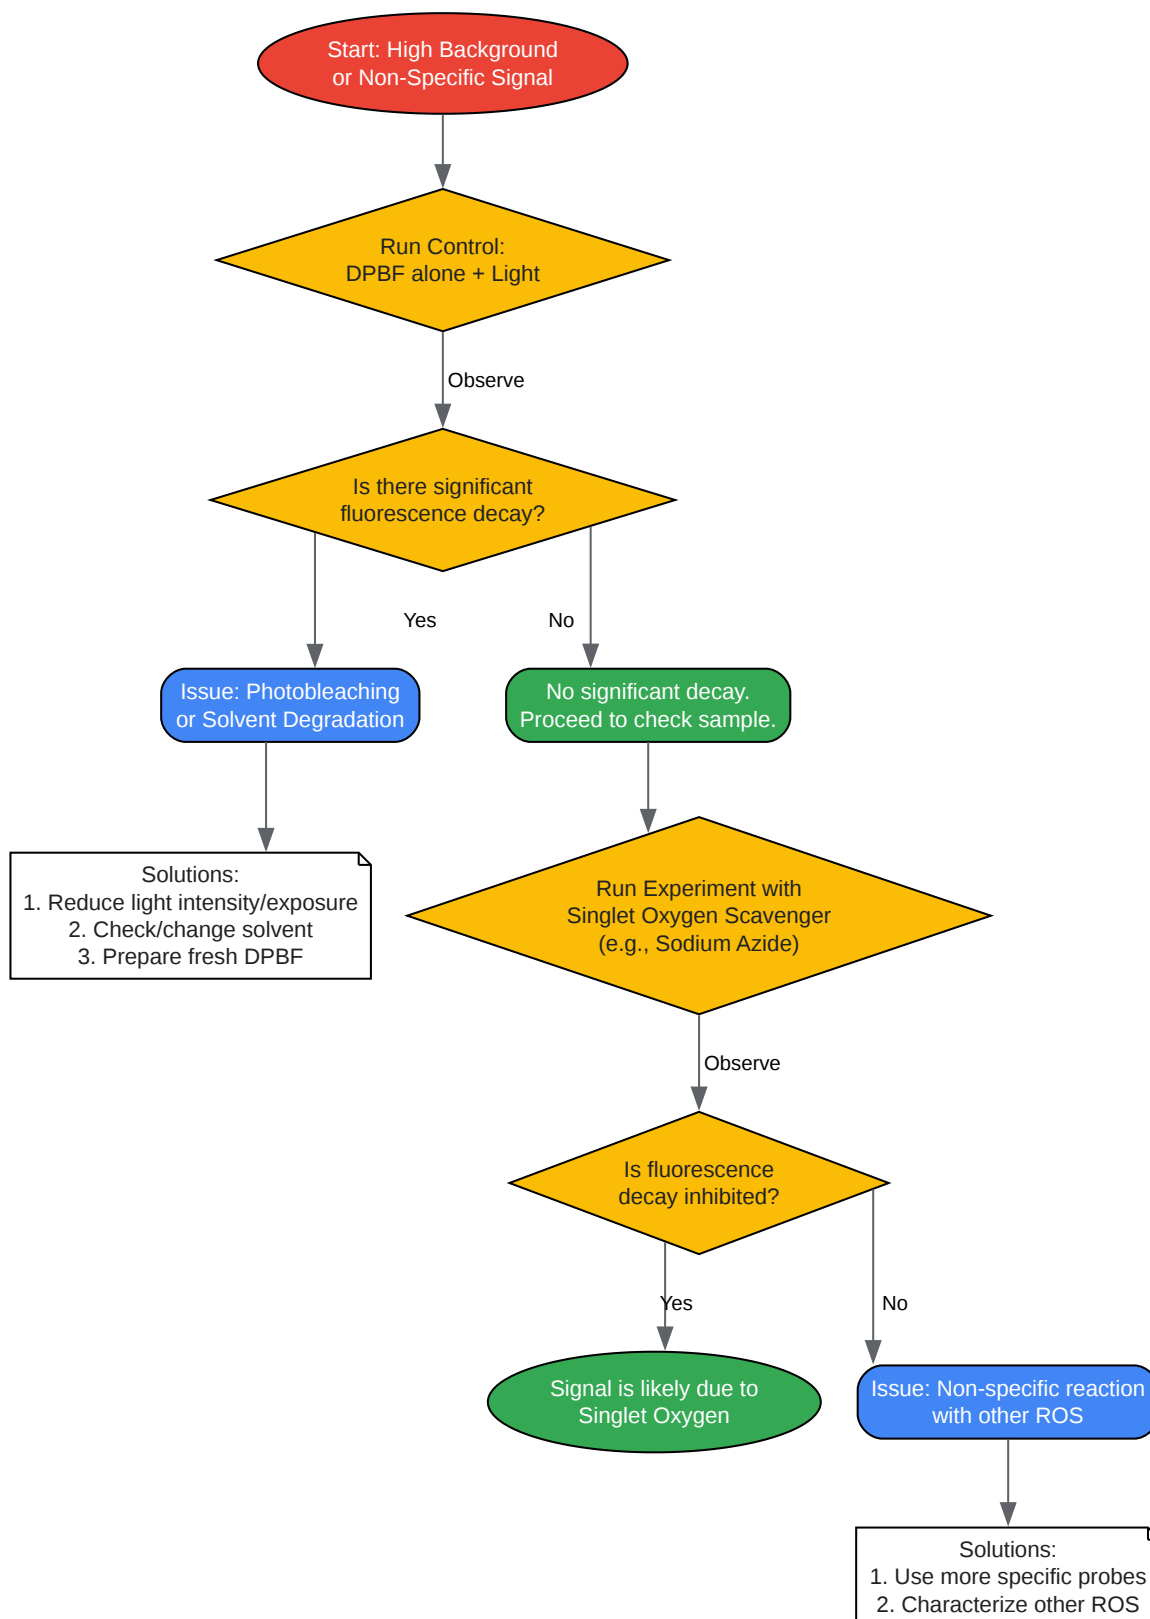 Start: High Background
or Non-Specific Signal
Run Control:
DPBF alone + Light
Observe
Is there significant
fluorescence decay?
Yes
No
Issue: Photobleaching
or Solvent Degradation
No significant decay.
Proceed to check sample.
Solutions:
1. Reduce light intensity/exposure
2. Check/change solvent
3. Prepare fresh DPBF
Run Experiment with
Singlet Oxygen Scavenger
(e.g., Sodium Azide)
Observe
Is fluorescence
decay inhibited?
Yes
No
Signal is likely due to
Singlet Oxygen
Issue: Non-specific reaction
with other ROS
Solutions:
1. Use more specific probes
2. Characterize other ROS